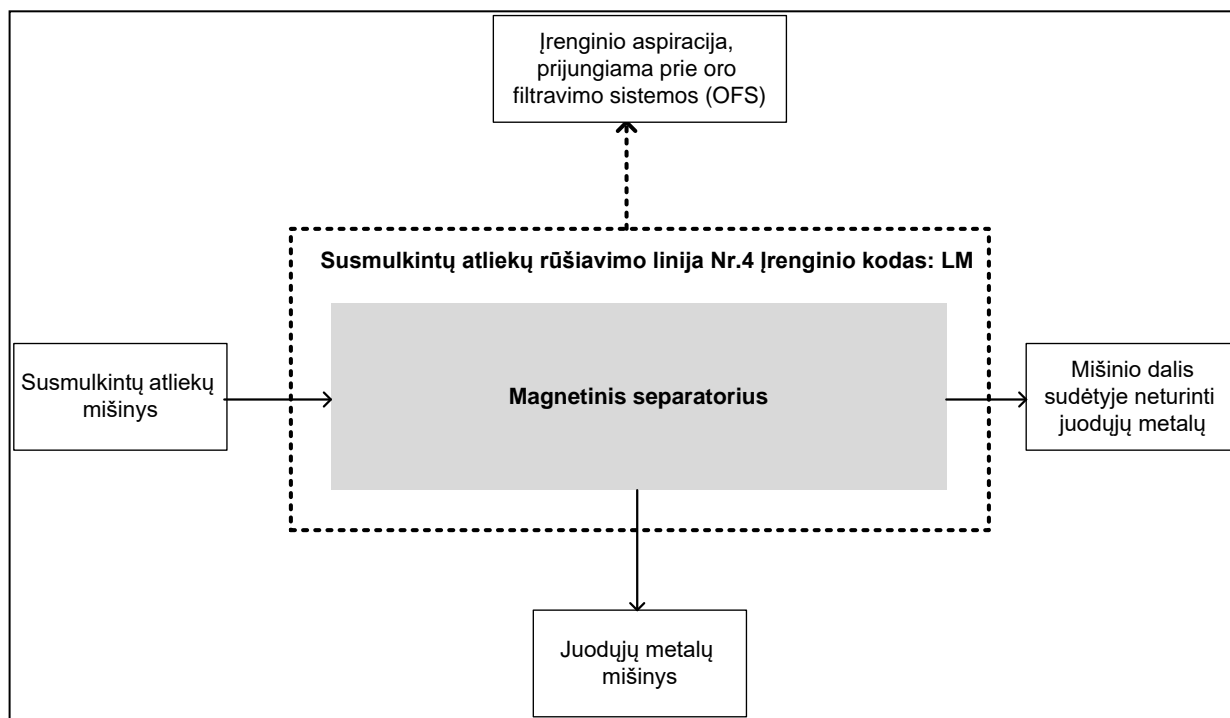 Įrenginio aspiracija,
prijungiama prie oro
filtravimo sistemos (OFS)
Susmulkintų atliekų rūšiavimo linija Nr.4 Įrenginio kodas: LM
Susmulkintų atliekų
mišinys
Magnetinis separatorius
Mišinio dalis
sudėtyje neturinti
juodųjų metalų
Juodųjų metalų
mišinys